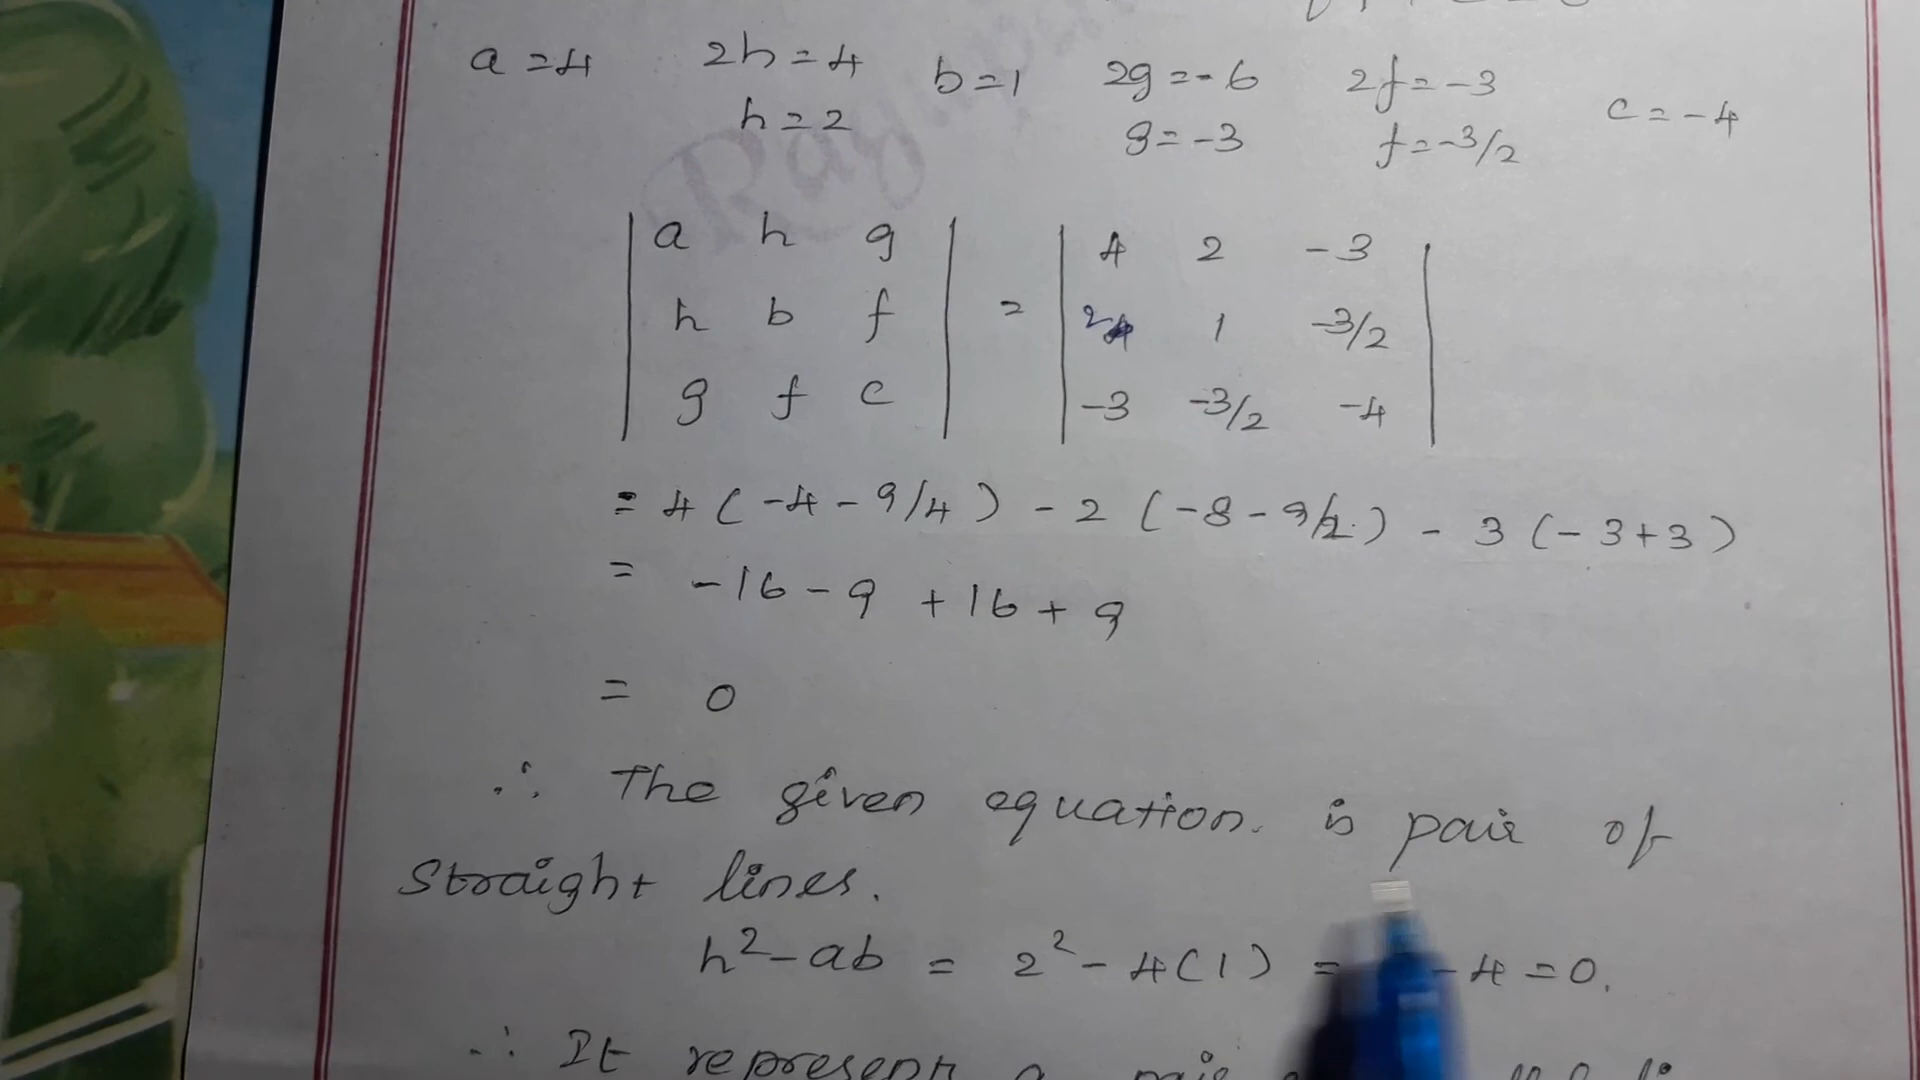 a = 4 2h = 4 b = 1 2g = -6 2f = -3 c = -4
h = 2 g = -3 f = -3/2
| a h g | = | 4 2 -3 |
| h b f | | 2 1 -3/2 |
| g f c | | -3 -3/2 -4 |
= 4 ( -4 - 9/4 ) - 2 ( -8 - 9/2 ) - 3 ( -3 + 3 )
= -16 - 9 + 16 + 9
= 0
∴ The given equation. is pair of
Straight lines.
h² - ab = 2² - 4(1) = - 4 = 0.
∴ It represent a pair